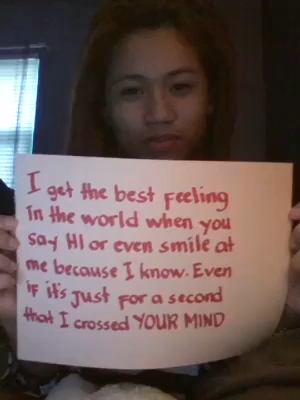 I get the best feeling
In the world when you
say HI or even smile at
me because I know. Even
if it's just for a second
that I crossed YOUR MIND